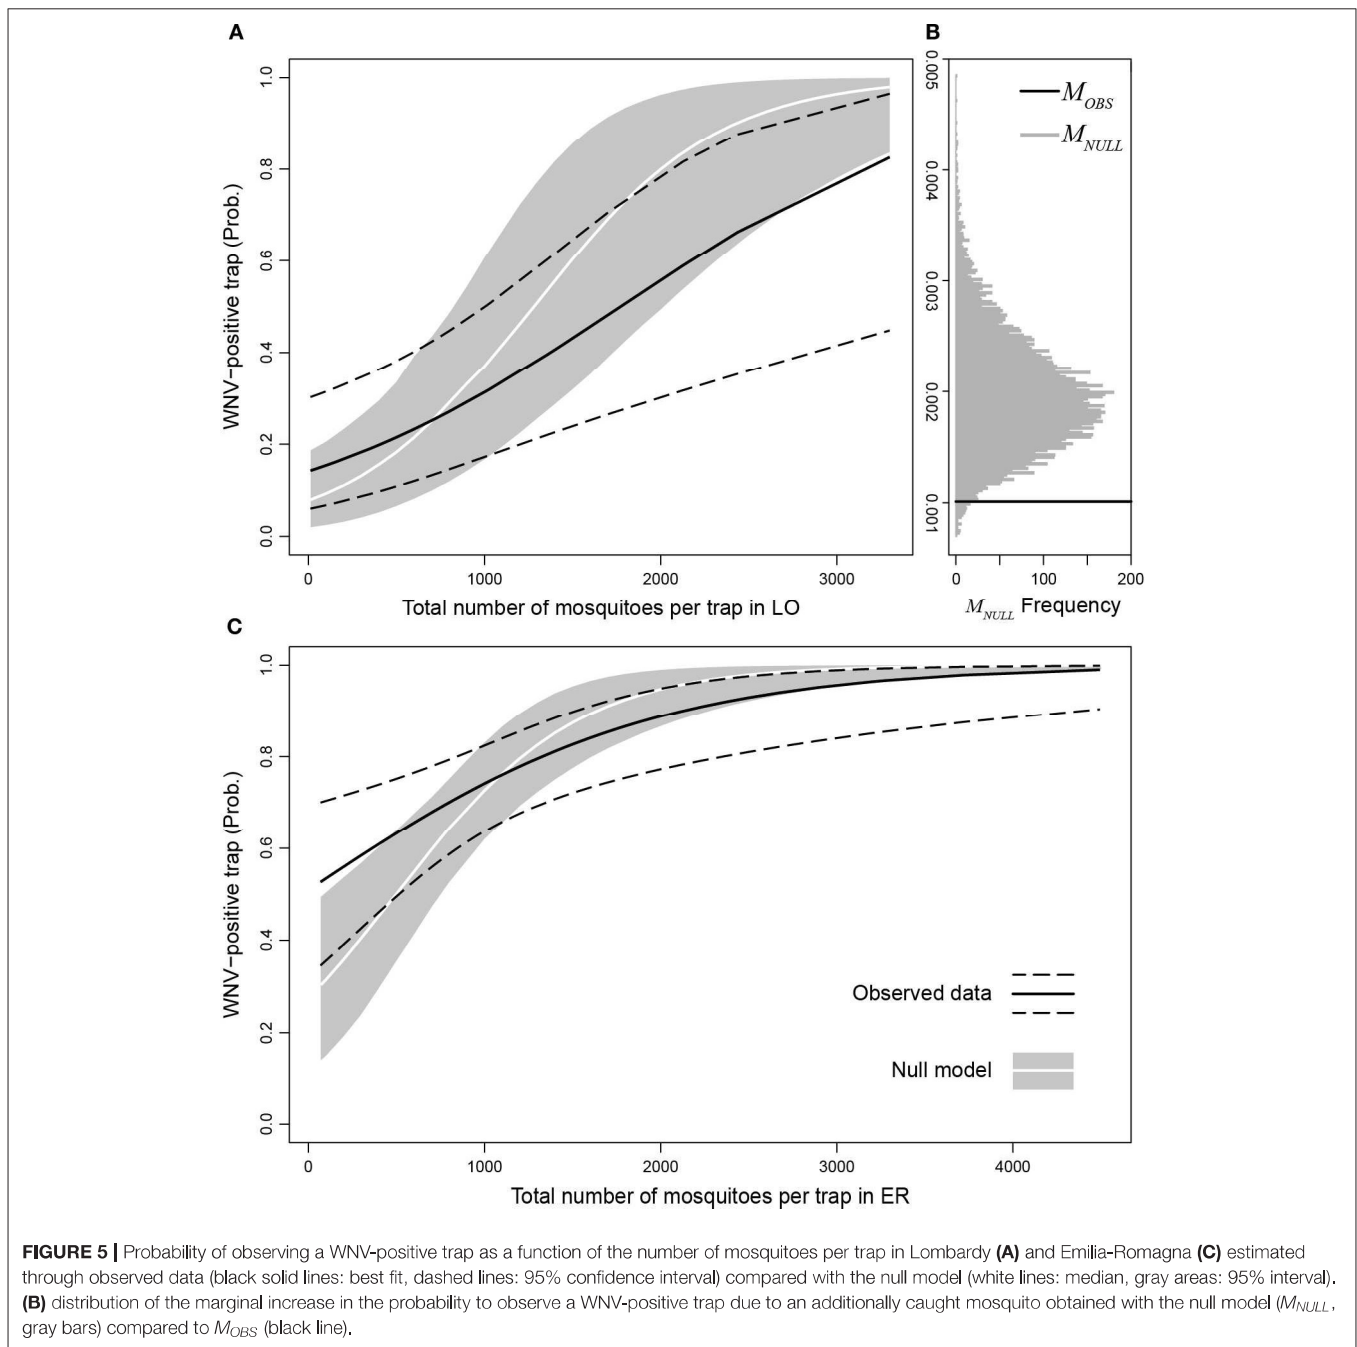 A
WNV-positive trap (Prob.)
1.0
0.8
0.6
0.4
0.2
0.0
0 1000 2000 3000
Total number of mosquitoes per trap in LO
B
0.005
0.004
0.003
0.002
0.001
M_OBS
M_NULL
0 100 200
M_NULL Frequency
C
WNV-positive trap (Prob.)
1.0
0.8
0.6
0.4
0.2
0.0
Observed data
Null model
0 1000 2000 3000 4000
Total number of mosquitoes per trap in ER
FIGURE 5 | Probability of observing a WNV-positive trap as a function of the number of mosquitoes per trap in Lombardy (A) and Emilia-Romagna (C) estimated
through observed data (black solid lines: best fit, dashed lines: 95% confidence interval) compared with the null model (white lines: median, gray areas: 95% interval).
(B) distribution of the marginal increase in the probability to observe a WNV-positive trap due to an additionally caught mosquito obtained with the null model (M_NULL,
gray bars) compared to M_OBS (black line).